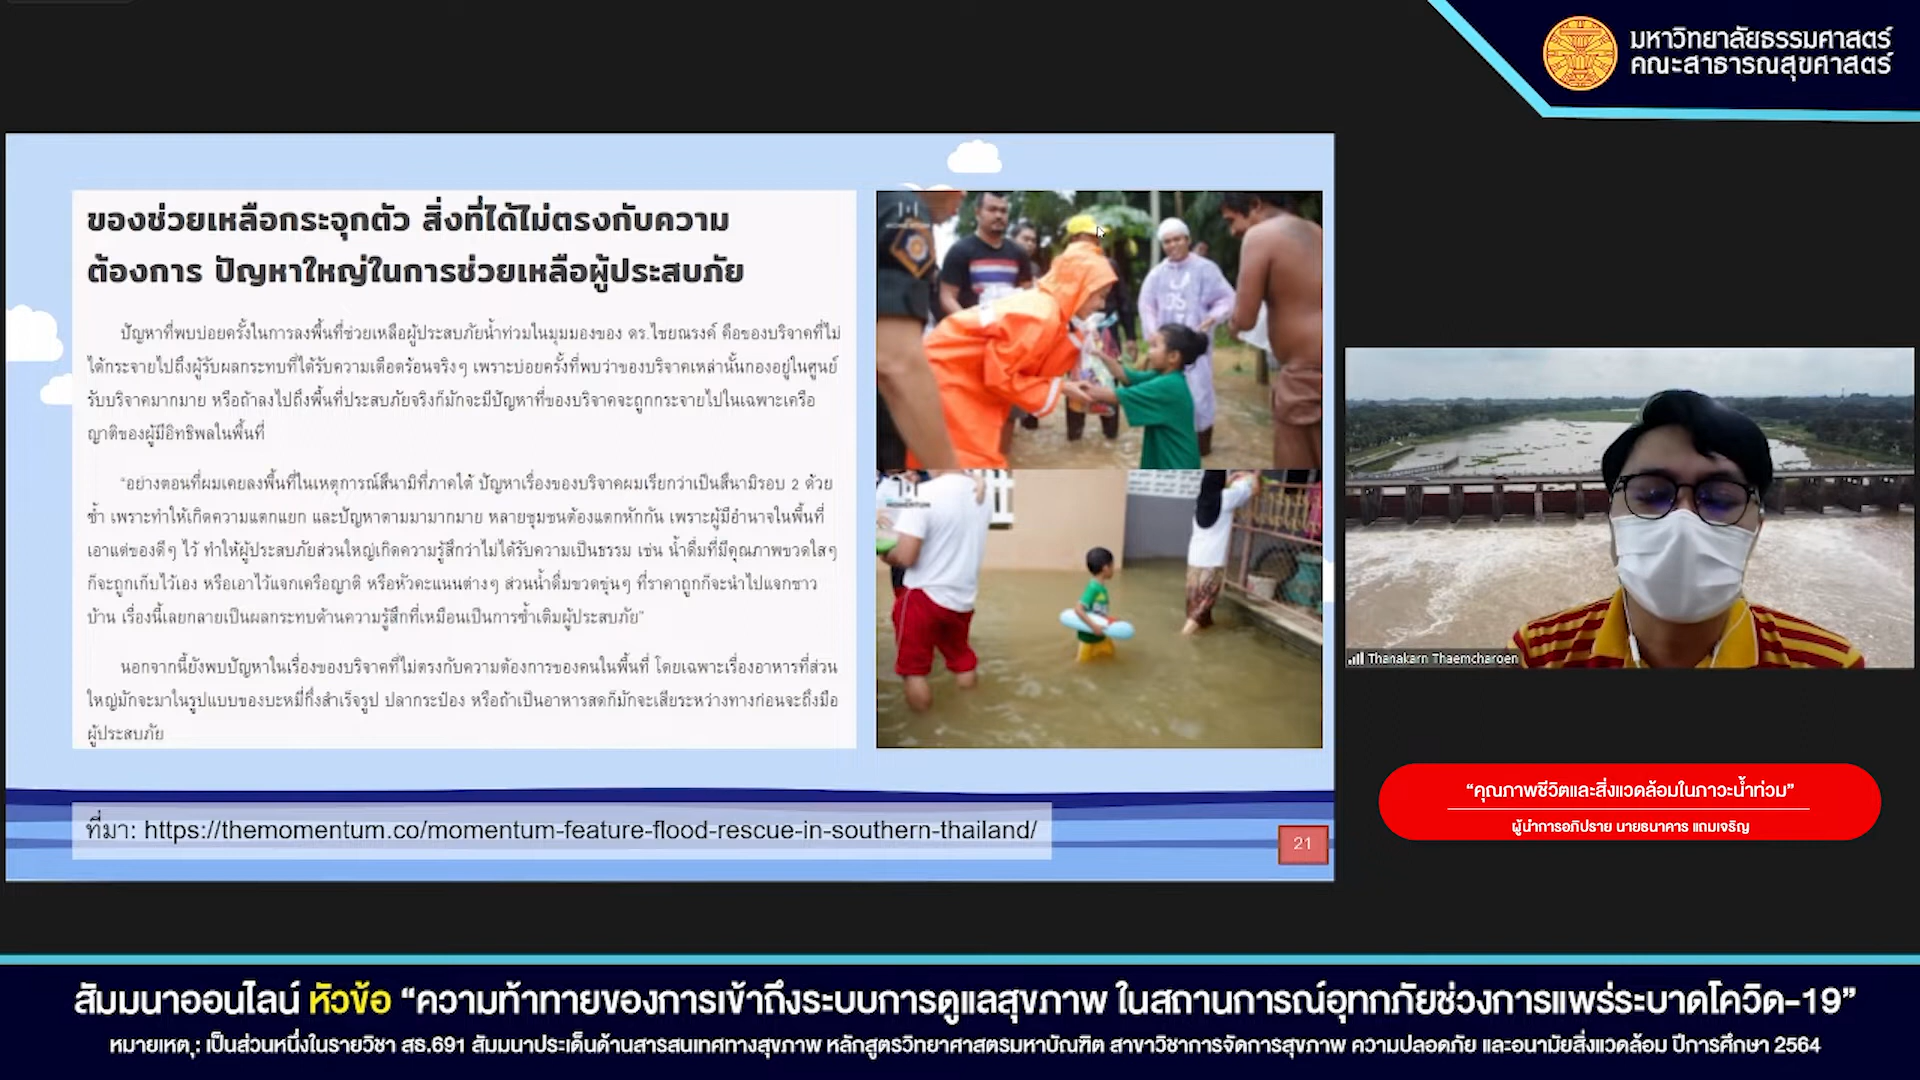 มหาวิทยาลัยธรรมศาสตร์
คณะสาธารณสุขศาสตร์
ของช่วยเหลือกระจุกตัว สิ่งที่ได้ไม่ตรงกับความ
ต้องการ ปัญหาใหญ่ในการช่วยเหลือผู้ประสบภัย
ปัญหาที่พบบ่อยครั้งในการลงพื้นที่ช่วยเหลือผู้ประสบภัยน้ำท่วมในมุมมองของ ดร.ไชยณรงค์ คือของบริจาคที่ไม่
ได้กระจายไปถึงผู้รับผลกระทบที่ได้รับความเดือดร้อนจริงๆ เพราะบ่อยครั้งที่พบว่าของบริจาคเหล่านั้นกองอยู่ในศูนย์
รับบริจาคมากมาย หรือถ้าลงไปถึงพื้นที่ประสบภัยจริงก็มักจะมีปัญหาที่ของบริจาคจะถูกกระจายไปในเฉพาะเครือ
ญาติของผู้มีอิทธิพลในพื้นที่
“อย่างตอนที่ผมเคยลงพื้นที่ในเหตุการณ์สึนามิที่ภาคใต้ ปัญหาเรื่องของบริจาคผมเรียกว่าเป็นสึนามิรอบ 2 ด้วย
ซ้ำ เพราะทำให้เกิดความแตกแยก และปัญหาตามมามากมาย หลายชุมชนต้องแตกหักกัน เพราะผู้มีอำนาจในพื้นที่
เอาแต่ของดีๆ ไว้ ทำให้ผู้ประสบภัยส่วนใหญ่เกิดความรู้สึกว่าไม่ได้รับความเป็นธรรม เช่น น้ำดื่มที่มีคุณภาพขวดใสๆ
ก็จะถูกเก็บไว้เอง หรือเอาไว้แจกเครือญาติ หรือหัวคะแนนต่างๆ ส่วนน้ำดื่มขวดขุ่นๆ ที่ราคาถูกก็จะนำไปแจกชาว
บ้าน เรื่องนี้เลยกลายเป็นผลกระทบด้านความรู้สึกที่เหมือนเป็นการซ้ำเติมผู้ประสบภัย”
นอกจากนี้ยังพบปัญหาในเรื่องของบริจาคที่ไม่ตรงกับความต้องการของคนในพื้นที่ โดยเฉพาะเรื่องอาหารที่ส่วน
ใหญ่มักจะมาในรูปแบบของบะหมี่กึ่งสำเร็จรูป ปลากระป๋อง หรือถ้าเป็นอาหารสดก็มักจะเสียระหว่างทางก่อนจะถึงมือ
ผู้ประสบภัย
MOMENTUM
ที่มา: https://themomentum.co/momentum-feature-flood-rescue-in-southern-thailand/
21
Thanakarn Thaemcharoen
“คุณภาพชีวิตและสิ่งแวดล้อมในภาวะน้ำท่วม”
ผู้นำการอภิปราย นายธนาคาร แถมเจริญ
สัมมนาออนไลน์ หัวข้อ “ความท้าทายของการเข้าถึงระบบการดูแลสุขภาพ ในสถานการณ์อุทกภัยช่วงการแพร่ระบาดโควิด-19”
หมายเหตุ: เป็นส่วนหนึ่งในรายวิชา สธ.691 สัมมนาประเด็นด้านสารสนเทศทางสุขภาพ หลักสูตรวิทยาศาสตรมหาบัณฑิต สาขาวิชาการจัดการสุขภาพ ความปลอดภัย และอนามัยสิ่งแวดล้อม ปีการศึกษา 2564